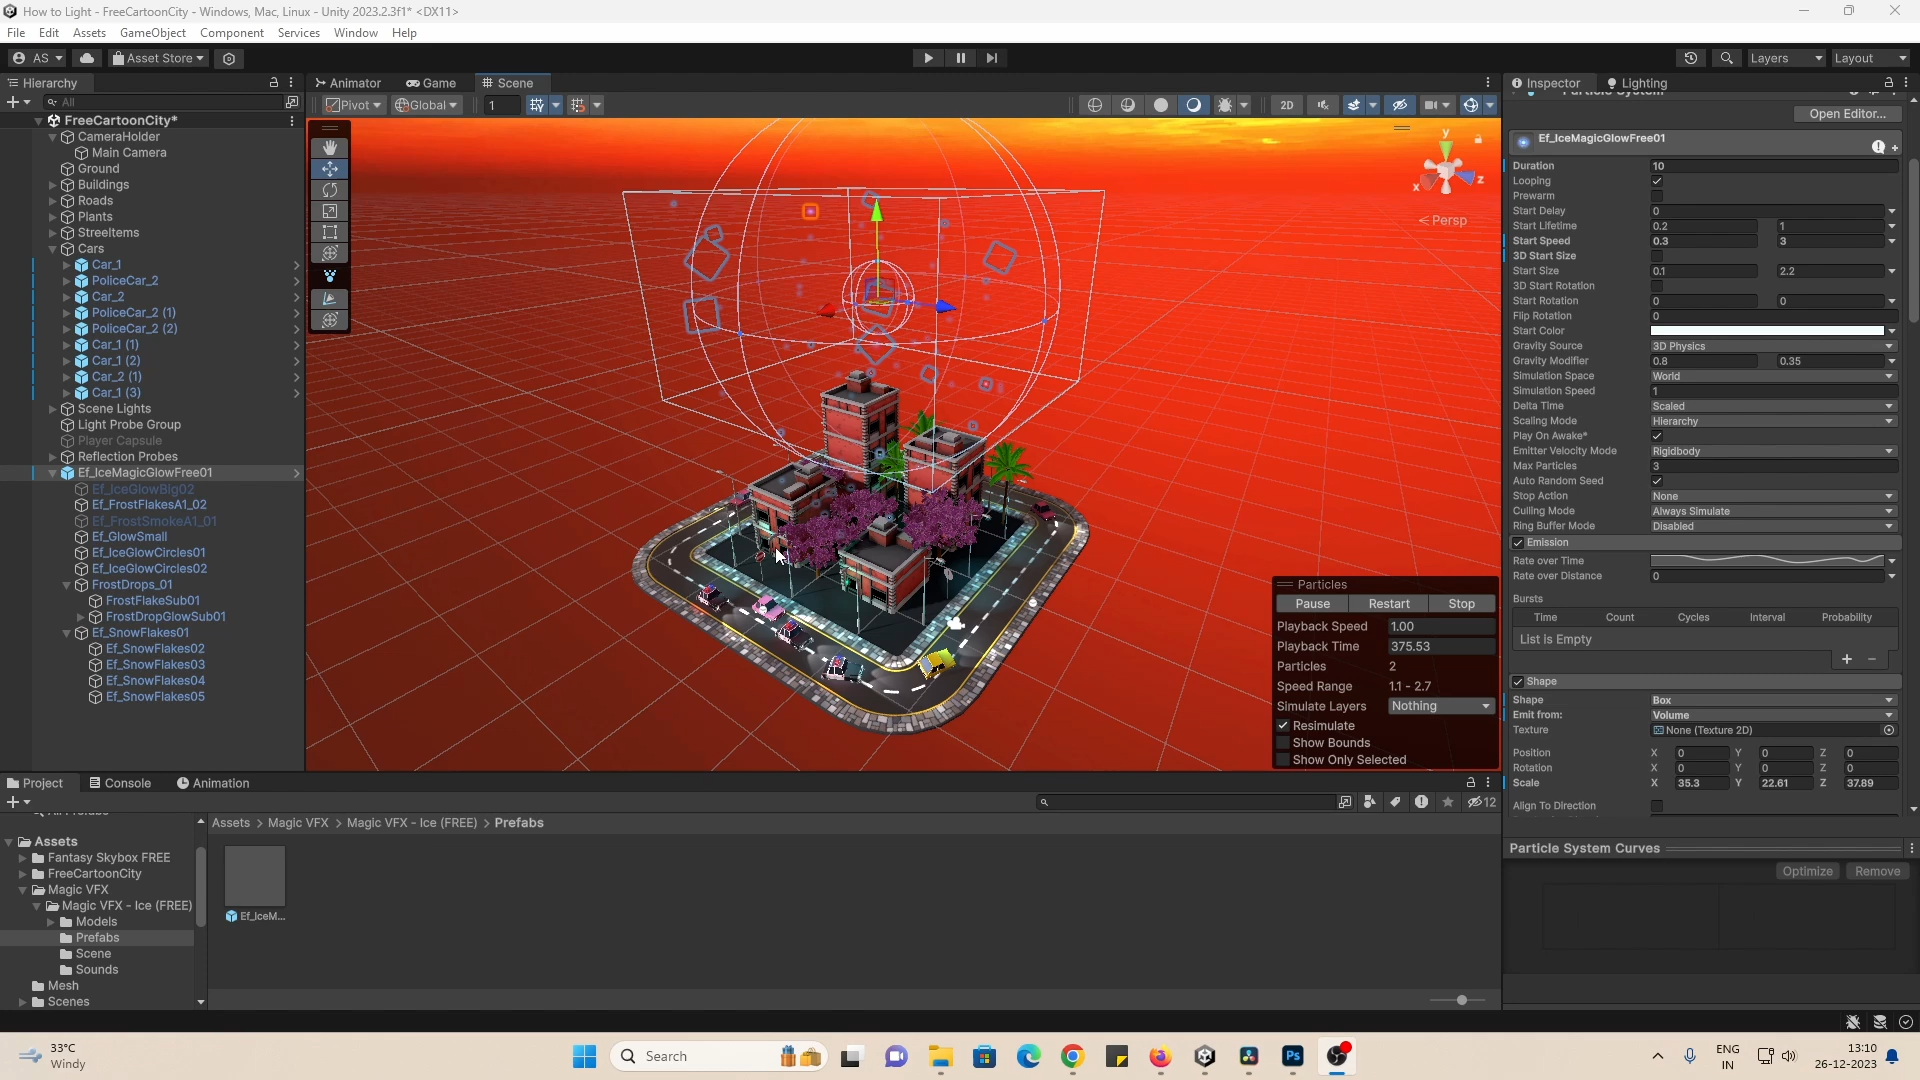 How to Light - FreeCartoonCity - Windows, Mac, Linux - Unity 2023.2.3f1* <DX11>
File Edit Assets GameObject Component Services Window Help
AS Asset Store Layers Layout
Hierarchy
All
FreeCartoonCity*
CameraHolder
Main Camera
Ground
Buildings
Roads
Plants
StreeItems
Cars
Car_1
PoliceCar_2
Car_2
PoliceCar_2 (1)
PoliceCar_2 (2)
Car_1 (1)
Car_1 (2)
Car_2 (1)
Car_1 (3)
Scene Lights
Light Probe Group
Player Capsule
Reflection Probes
Ef_IceMagicGlowFree01
Ef_IceGlowBig02
Ef_FrostFlakesA1_02
Ef_FrostSmokeA1_01
Ef_GlowSmall
Ef_IceGlowCircles01
Ef_IceGlowCircles02
FrostDrops_01
FrostFlakeSub01
FrostDropGlowSub01
Ef_SnowFlakes01
Ef_SnowFlakes02
Ef_SnowFlakes03
Ef_SnowFlakes04
Ef_SnowFlakes05
Animator Game Scene
Pivot Global 1 2D
y
x z
< Persp
Particles
Pause Restart Stop
Playback Speed 1.00
Playback Time 375.53
Particles 2
Speed Range 1.1 - 2.7
Simulate Layers Nothing
Resimulate
Show Bounds
Show Only Selected
Inspector Lighting
Open Editor...
Ef_IceMagicGlowFree01
Duration 10
Looping
Prewarm
Start Delay 0
Start Lifetime 0.2 1
Start Speed 0.3 3
3D Start Size
Start Size 0.1 2.2
3D Start Rotation
Start Rotation 0 0
Flip Rotation 0
Start Color
Gravity Source 3D Physics
Gravity Modifier 0.8 0.35
Simulation Space World
Simulation Speed 1
Delta Time Scaled
Scaling Mode Hierarchy
Play On Awake*
Emitter Velocity Mode Rigidbody
Max Particles 3
Auto Random Seed
Stop Action None
Culling Mode Always Simulate
Ring Buffer Mode Disabled
Emission
Rate over Time
Rate over Distance 0
Bursts
Time Count Cycles Interval Probability
List is Empty
Shape
Shape Box
Emit from: Volume
Texture None (Texture 2D)
Position X 0 Y 0 Z 0
Rotation X 0 Y 0 Z 0
Scale X 35.3 Y 22.61 Z 37.89
Align To Direction
Particle System Curves
Optimize Remove
Project Console Animation
12
Assets > Magic VFX > Magic VFX - Ice (FREE) > Prefabs
Assets
Fantasy Skybox FREE
FreeCartoonCity
Magic VFX
Magic VFX - Ice (FREE)
Models
Prefabs
Scene
Sounds
Mesh
Scenes
Ef_IceM...
33°C
Windy
Search
Ps
ENG
IN
13:10
26-12-2023